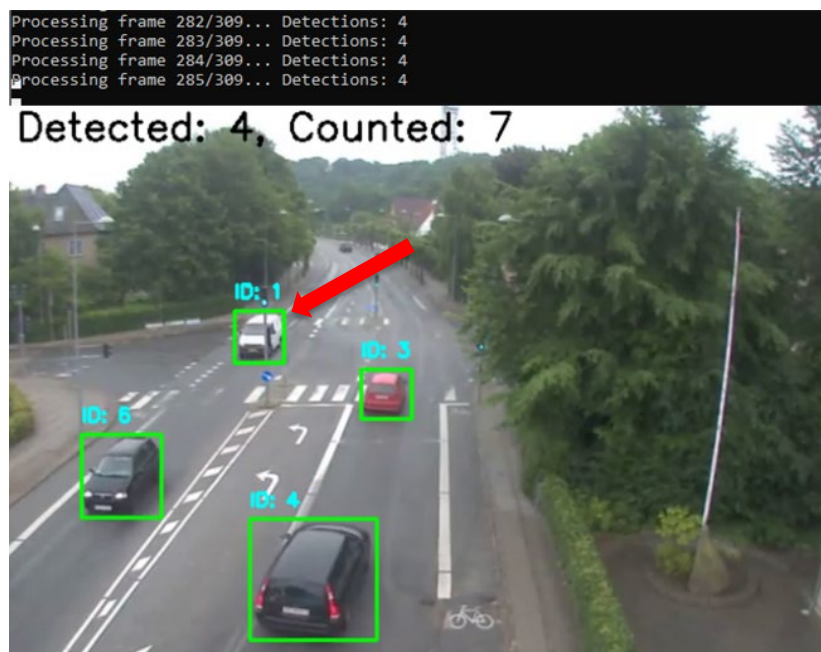 Processing frame 282/309... Detections: 4
Processing frame 283/309... Detections: 4
Processing frame 284/309... Detections: 4
Processing frame 285/309... Detections: 4
Detected: 4, Counted: 7
ID: 1
ID: 3
ID: 6
ID: 4